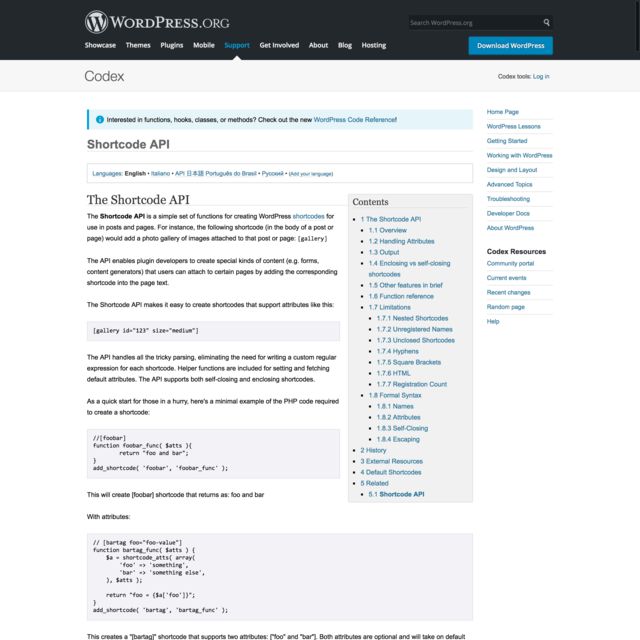 WORDPRESS.ORG
Search WordPress.org
Showcase Themes Plugins Mobile Support Get Involved About Blog Hosting
Download WordPress
Codex
Codex tools: Log in
Interested in functions, hooks, classes, or methods? Check out the new WordPress Code Reference!
Shortcode API
Languages: English • Italiano • API 日本語 Português do Brasil • Русский • (Add your language)
The Shortcode API
The Shortcode API is a simple set of functions for creating WordPress shortcodes for
use in posts and pages. For instance, the following shortcode (in the body of a post or
page) would add a photo gallery of images attached to that post or page: [gallery]
The API enables plugin developers to create special kinds of content (e.g. forms,
content generators) that users can attach to certain pages by adding the corresponding
shortcode into the page text.
The Shortcode API makes it easy to create shortcodes that support attributes like this:
[gallery id="123" size="medium"]
The API handles all the tricky parsing, eliminating the need for writing a custom regular
expression for each shortcode. Helper functions are included for setting and fetching
default attributes. The API supports both self-closing and enclosing shortcodes.
As a quick start for those in a hurry, here's a minimal example of the PHP code required
to create a shortcode:
//[foobar]
function foobar_func( $atts ){
return "foo and bar";
}
add_shortcode( 'foobar', 'foobar_func' );
This will create [foobar] shortcode that returns as: foo and bar
With attributes:
// [bartag foo="foo-value"]
function bartag_func( $atts ) {
$a = shortcode_atts( array(
'foo' => 'something',
'bar' => 'something else',
), $atts );
return "foo = {$a['foo']}";
}
add_shortcode( 'bartag', 'bartag_func' );
This creates a "[bartag]" shortcode that supports two attributes: ["foo" and "bar"]. Both attributes are optional and will take on default
Contents
1 The Shortcode API
1.1 Overview
1.2 Handling Attributes
1.3 Output
1.4 Enclosing vs self-closing
shortcodes
1.5 Other features in brief
1.6 Function reference
1.7 Limitations
1.7.1 Nested Shortcodes
1.7.2 Unregistered Names
1.7.3 Unclosed Shortcodes
1.7.4 Hyphens
1.7.5 Square Brackets
1.7.6 HTML
1.7.7 Registration Count
1.8 Formal Syntax
1.8.1 Names
1.8.2 Attributes
1.8.3 Self-Closing
1.8.4 Escaping
2 History
3 External Resources
4 Default Shortcodes
5 Related
5.1 Shortcode API
Home Page
WordPress Lessons
Getting Started
Working with WordPress
Design and Layout
Advanced Topics
Troubleshooting
Developer Docs
About WordPress
Codex Resources
Community portal
Current events
Recent changes
Random page
Help